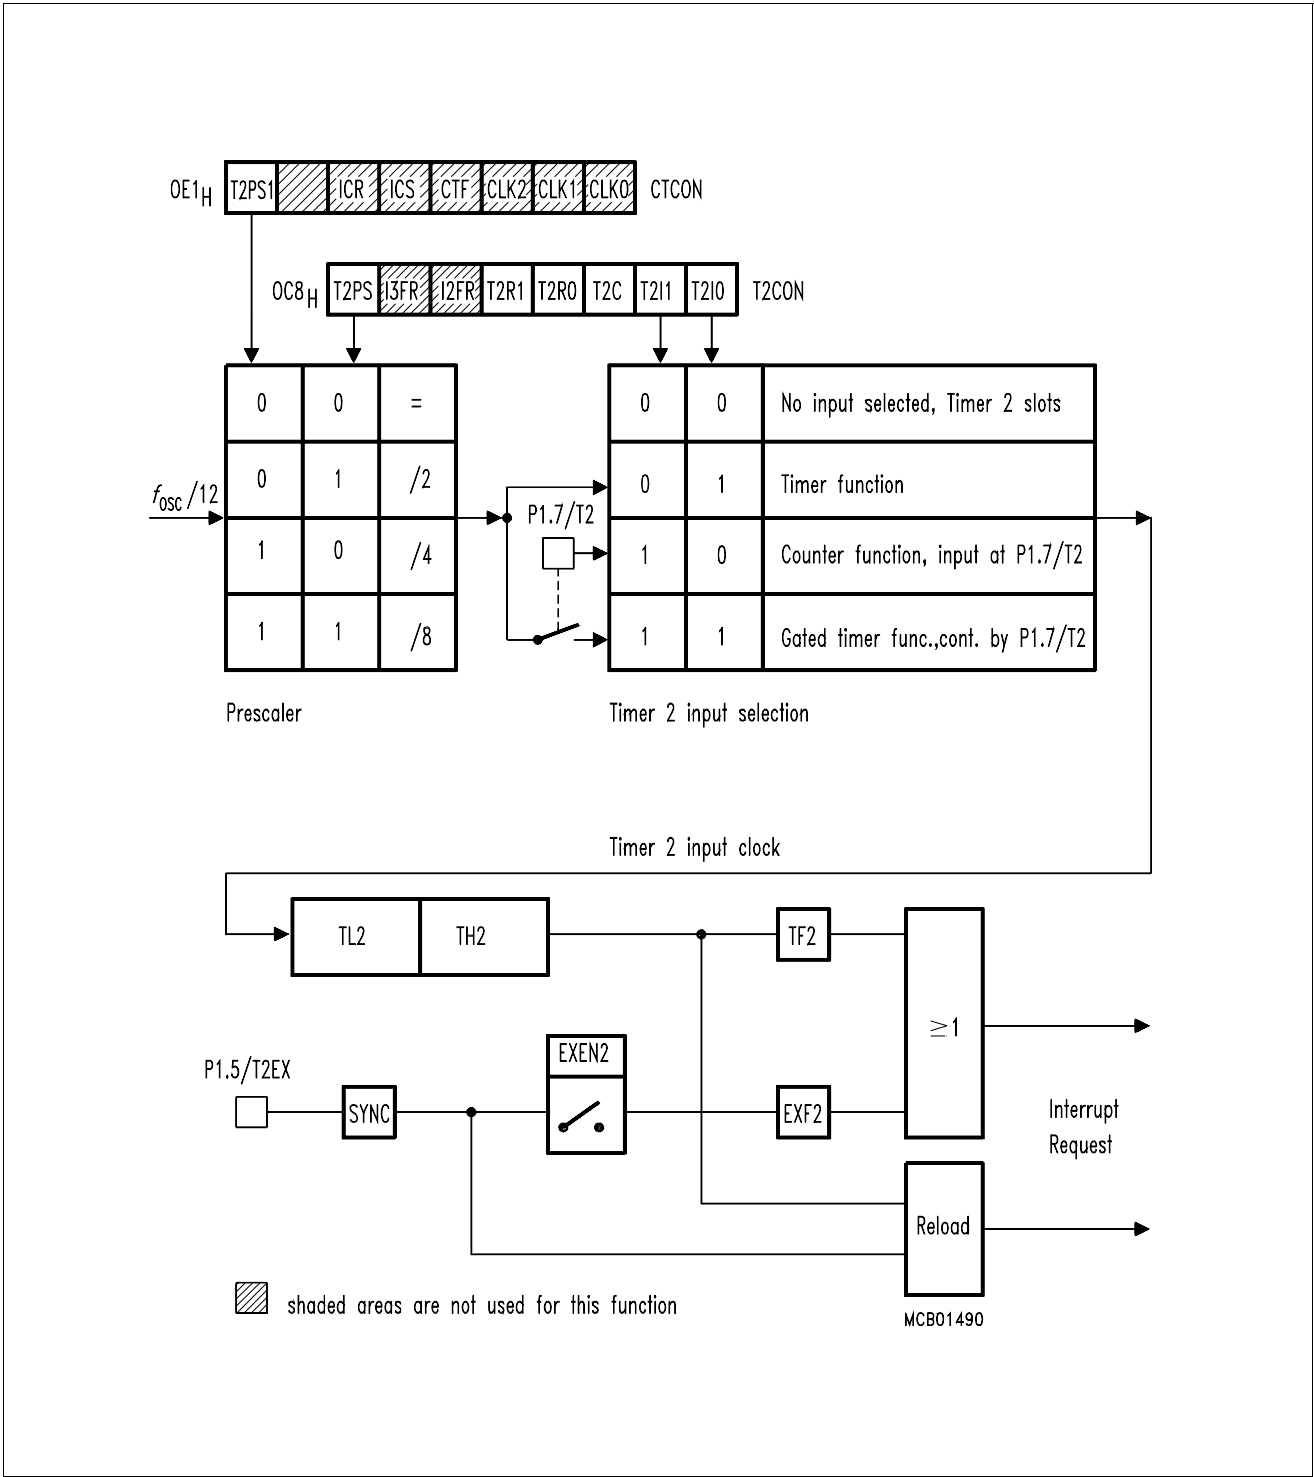 OE1H T2PS1 ICR ICS CTF CLK2 CLK1 CLK0 CTCON
OC8H T2PS I3FR I2FR T2R1 T2R0 T2C T2I1 T2I0 T2CON
0 0 = 0 0 No input selected, Timer 2 slots
0 1 /2 0 1 Timer function
fOSC/12
P1.7/T2
1 0 /4 1 0 Counter function, input at P1.7/T2
1 1 /8 1 1 Gated timer func.,cont. by P1.7/T2
Prescaler Timer 2 input selection
Timer 2 input clock
TL2 TH2 TF2
≥1
EXEN2
P1.5/T2EX
SYNC EXF2
Interrupt
Request
Reload
shaded areas are not used for this function
MCB01490